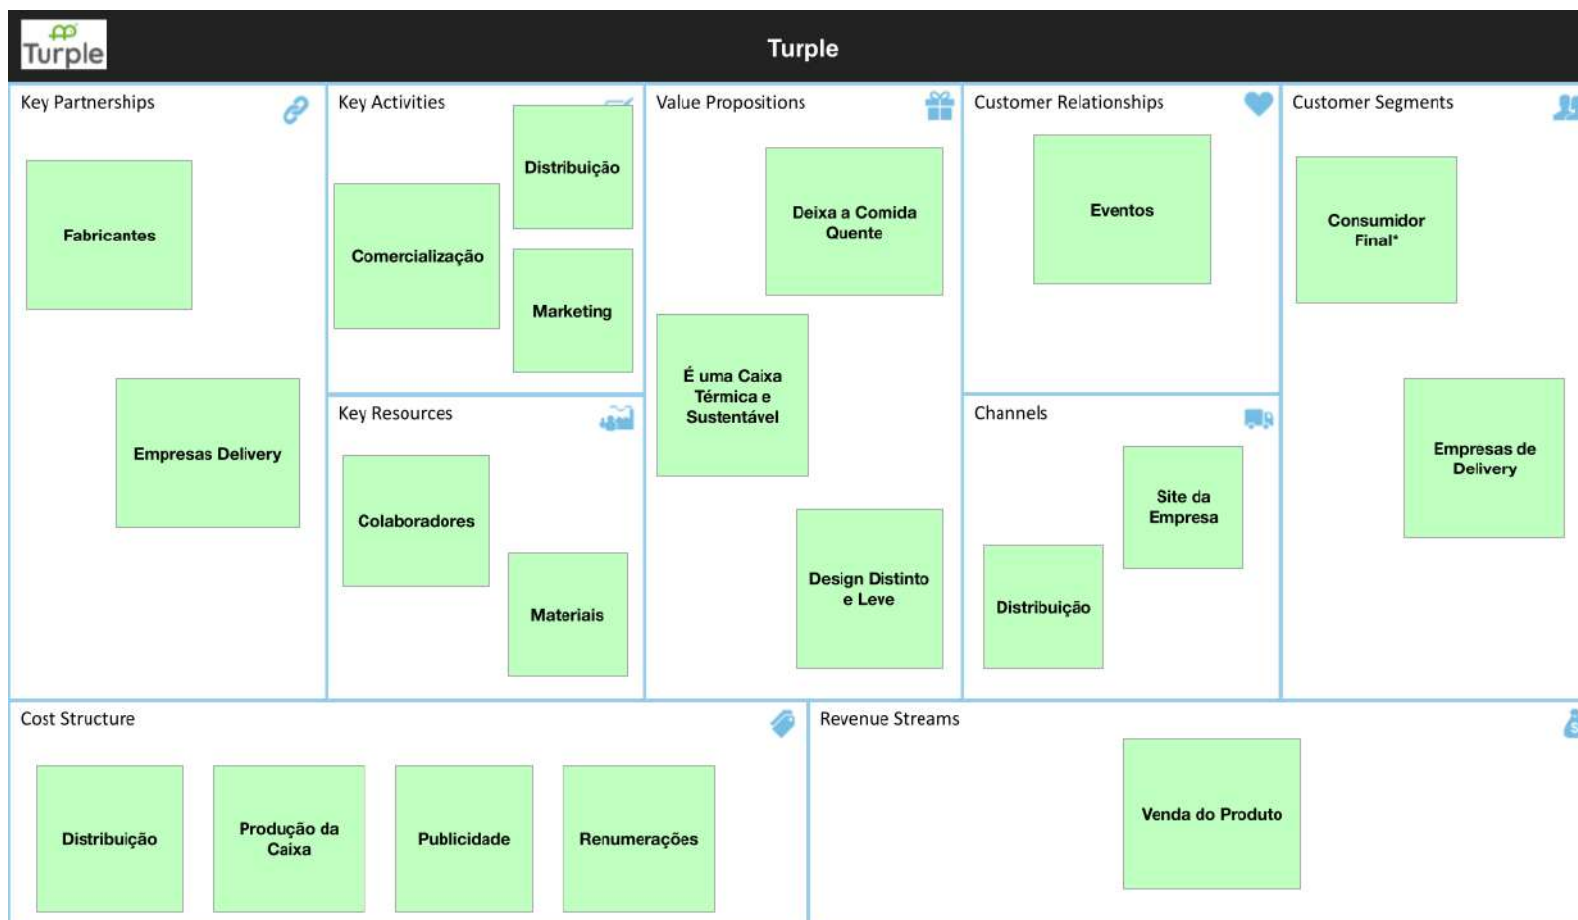 Turple
Turple
Key Partnerships
Fabricantes
Empresas Delivery
Key Activities
Distribuição
Comercialização
Marketing
Key Resources
Colaboradores
Materiais
Value Propositions
Deixa a Comida
Quente
É uma Caixa
Térmica e
Sustentável
Design Distinto
e Leve
Customer Relationships
Eventos
Channels
Site da
Empresa
Distribuição
Customer Segments
Consumidor
Final*
Empresas de
Delivery
Cost Structure
Distribuição
Produção da
Caixa
Publicidade
Renumerações
Revenue Streams
Venda do Produto